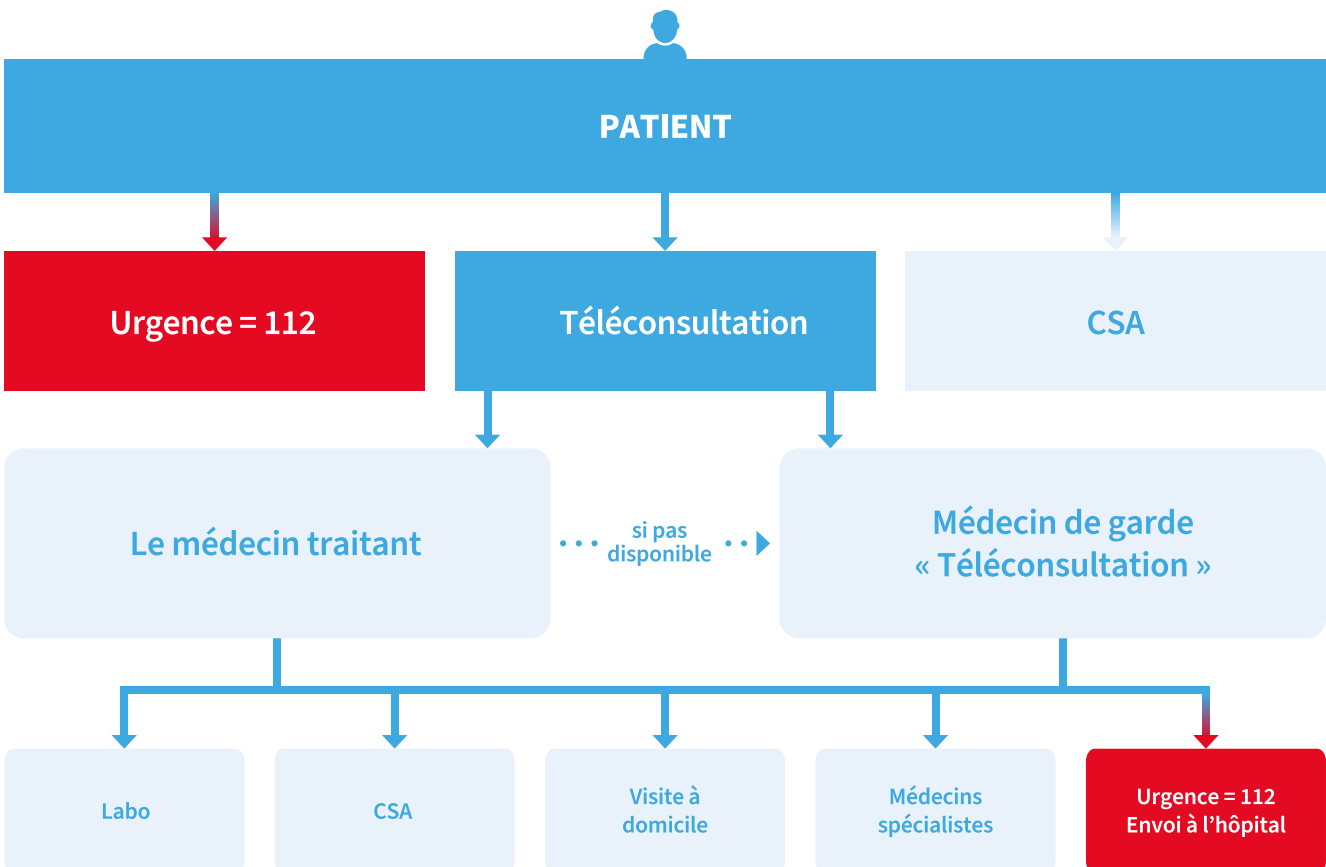 PATIENT
Urgence = 112
Téléconsultation
CSA
Le médecin traitant
si pas
disponible
Médecin de garde
« Téléconsultation »
Labo
CSA
Visite à
domicile
Médecins
spécialistes
Urgence = 112
Envoi à l’hôpital